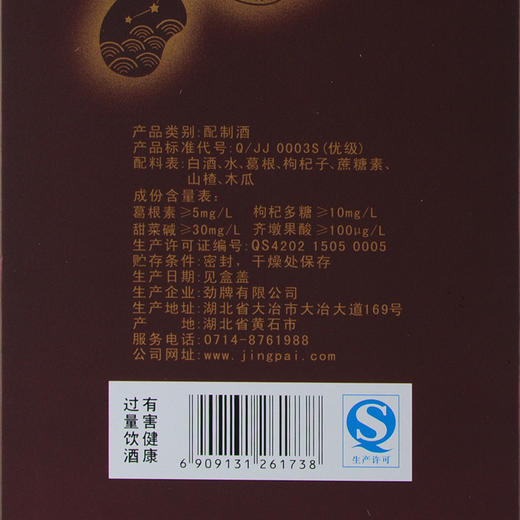 产品类别:配制酒
产品标准代号:Q/JJ 0003S(优级)
配料表:白酒、水、葛根、枸杞子、蔗糖素、
山楂、木瓜
成份含量表:
葛根素≥5mg/L 枸杞多糖≥10mg/L
甜菜碱≥30mg/L 齐墩果酸≥100μg/L
生产许可证编号:QS4202 1505 0005
贮存条件:密封,干燥处保存
生产日期:见盒盖
生产企业:劲牌有限公司
生产地址:湖北省大冶市大冶大道169号
产 地:湖北省黄石市
服务电话:0714-8761988
公司网址:www.jingpai.com
过量饮酒
有害健康
6 909131 261738
生产许可